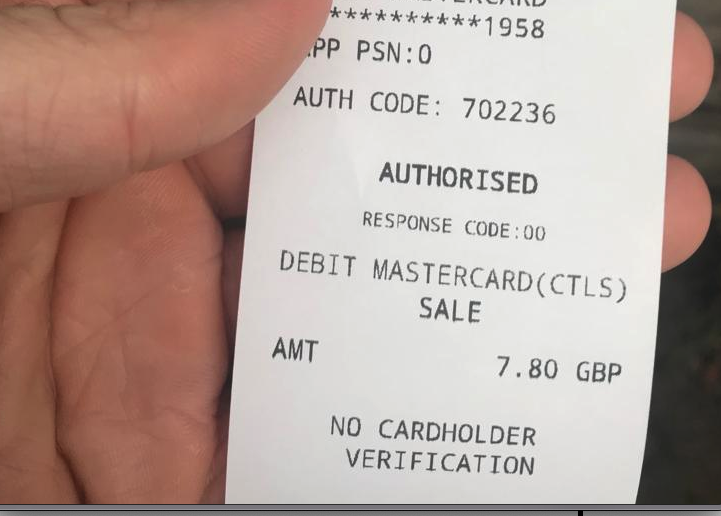 **********1958
PP PSN:0
AUTH CODE: 702236
AUTHORISED
RESPONSE CODE:00
DEBIT MASTERCARD(CTLS)
SALE
AMT 7.80 GBP
NO CARDHOLDER
VERIFICATION